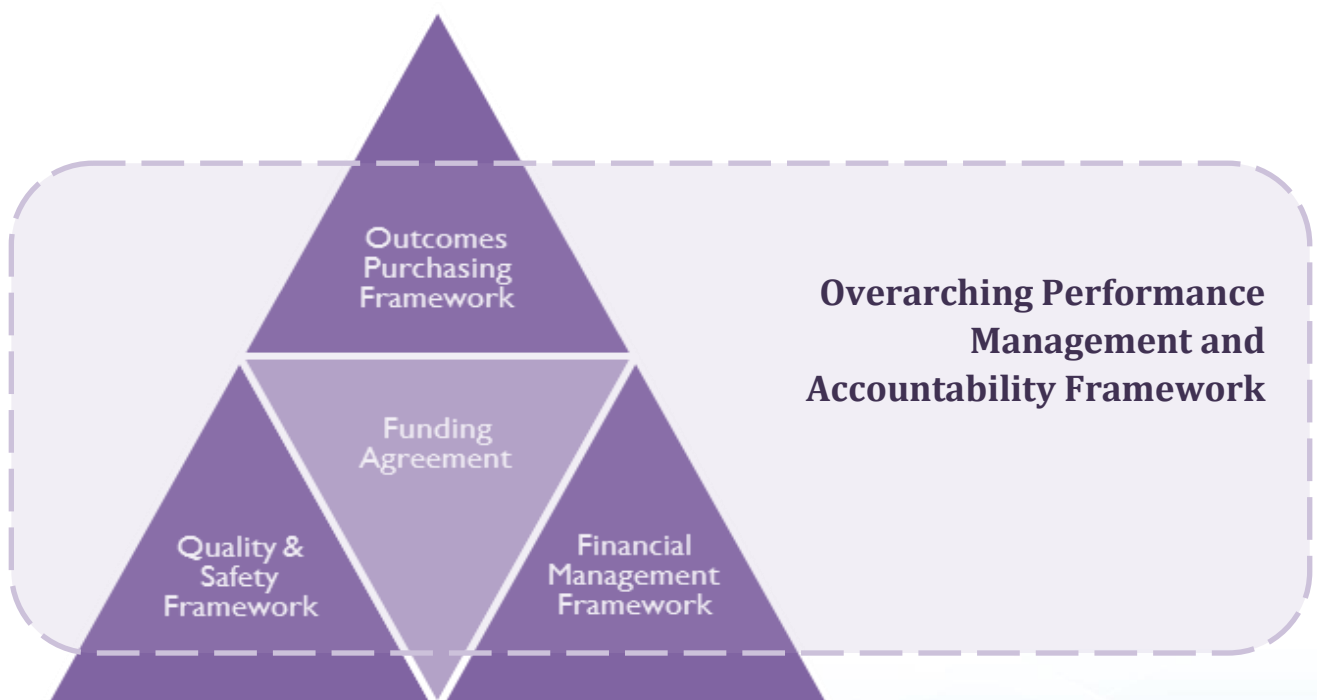 Outcomes
Purchasing
Framework
Overarching Performance
Management and
Accountability Framework
Funding
Agreement
Quality &
Safety
Framework
Financial
Management
Framework